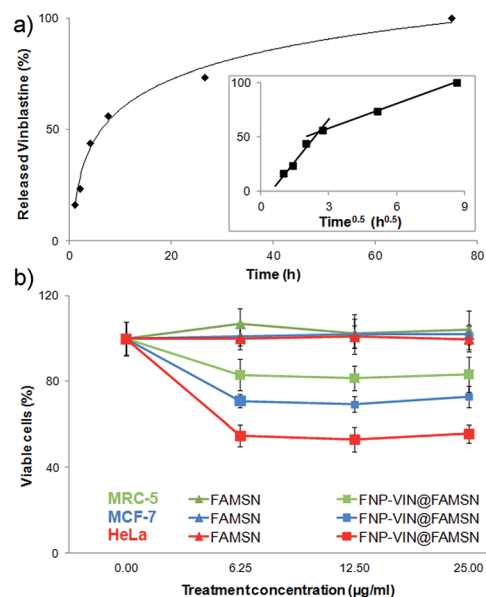 a)
100
50
0
Released Vinblastine (%)
0 20 40 60 80
Time (h)
100
50
0
0 3 6 9
Time0.5 (h0.5)
b)
120
80
40
0
Viable cells (%)
MRC-5 FAMSN FNP-VIN@FAMSN
MCF-7 FAMSN FNP-VIN@FAMSN
HeLa FAMSN FNP-VIN@FAMSN
0.00 6.25 12.50 25.00
Treatment concentration (µg/ml)